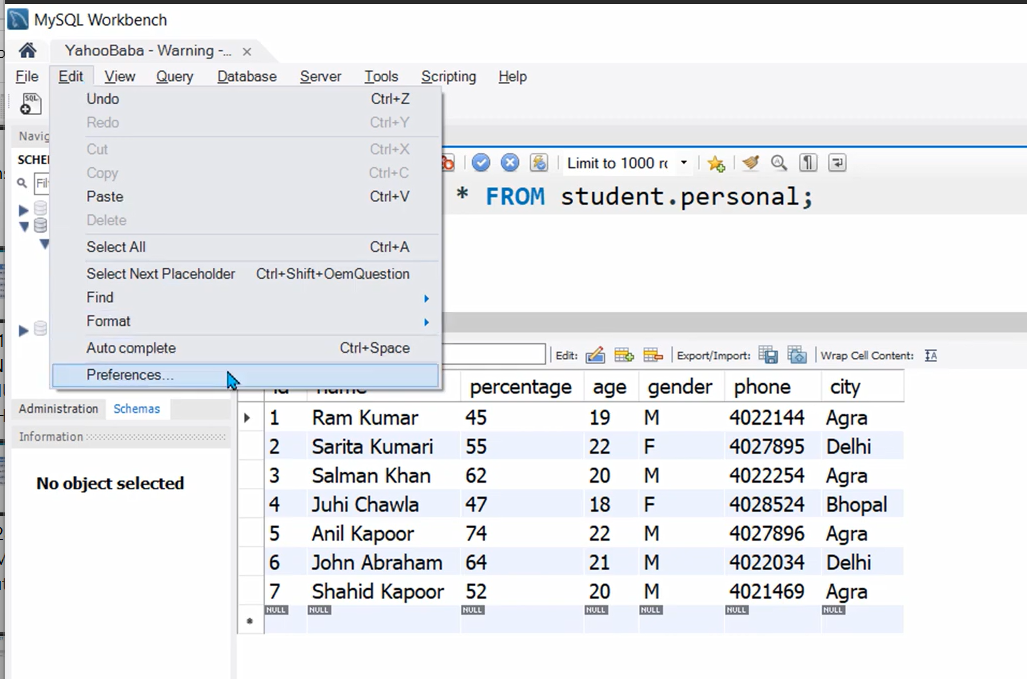 MySQL Workbench
YahooBaba - Warning -...
File Edit View Query Database Server Tools Scripting Help
SQL
Undo Ctrl+Z
Redo Ctrl+Y
Cut Ctrl+X
Copy Ctrl+C
Paste Ctrl+V
Delete
Select All Ctrl+A
Select Next Placeholder Ctrl+Shift+OemQuestion
Find
Format
Auto complete Ctrl+Space
Preferences...
Navig
SCHE
Fil
Limit to 1000 r
* FROM student.personal;
Edit: Export/Import: Wrap Cell Content: IA
Administration Schemas
Information
No object selected
id name percentage age gender phone city
1 Ram Kumar 45 19 M 4022144 Agra
2 Sarita Kumari 55 22 F 4027895 Delhi
3 Salman Khan 62 20 M 4022254 Agra
4 Juhi Chawla 47 18 F 4028524 Bhopal
5 Anil Kapoor 74 22 M 4027896 Agra
6 John Abraham 64 21 M 4022034 Delhi
7 Shahid Kapoor 52 20 M 4021469 Agra
NULL NULL NULL NULL NULL NULL NULL